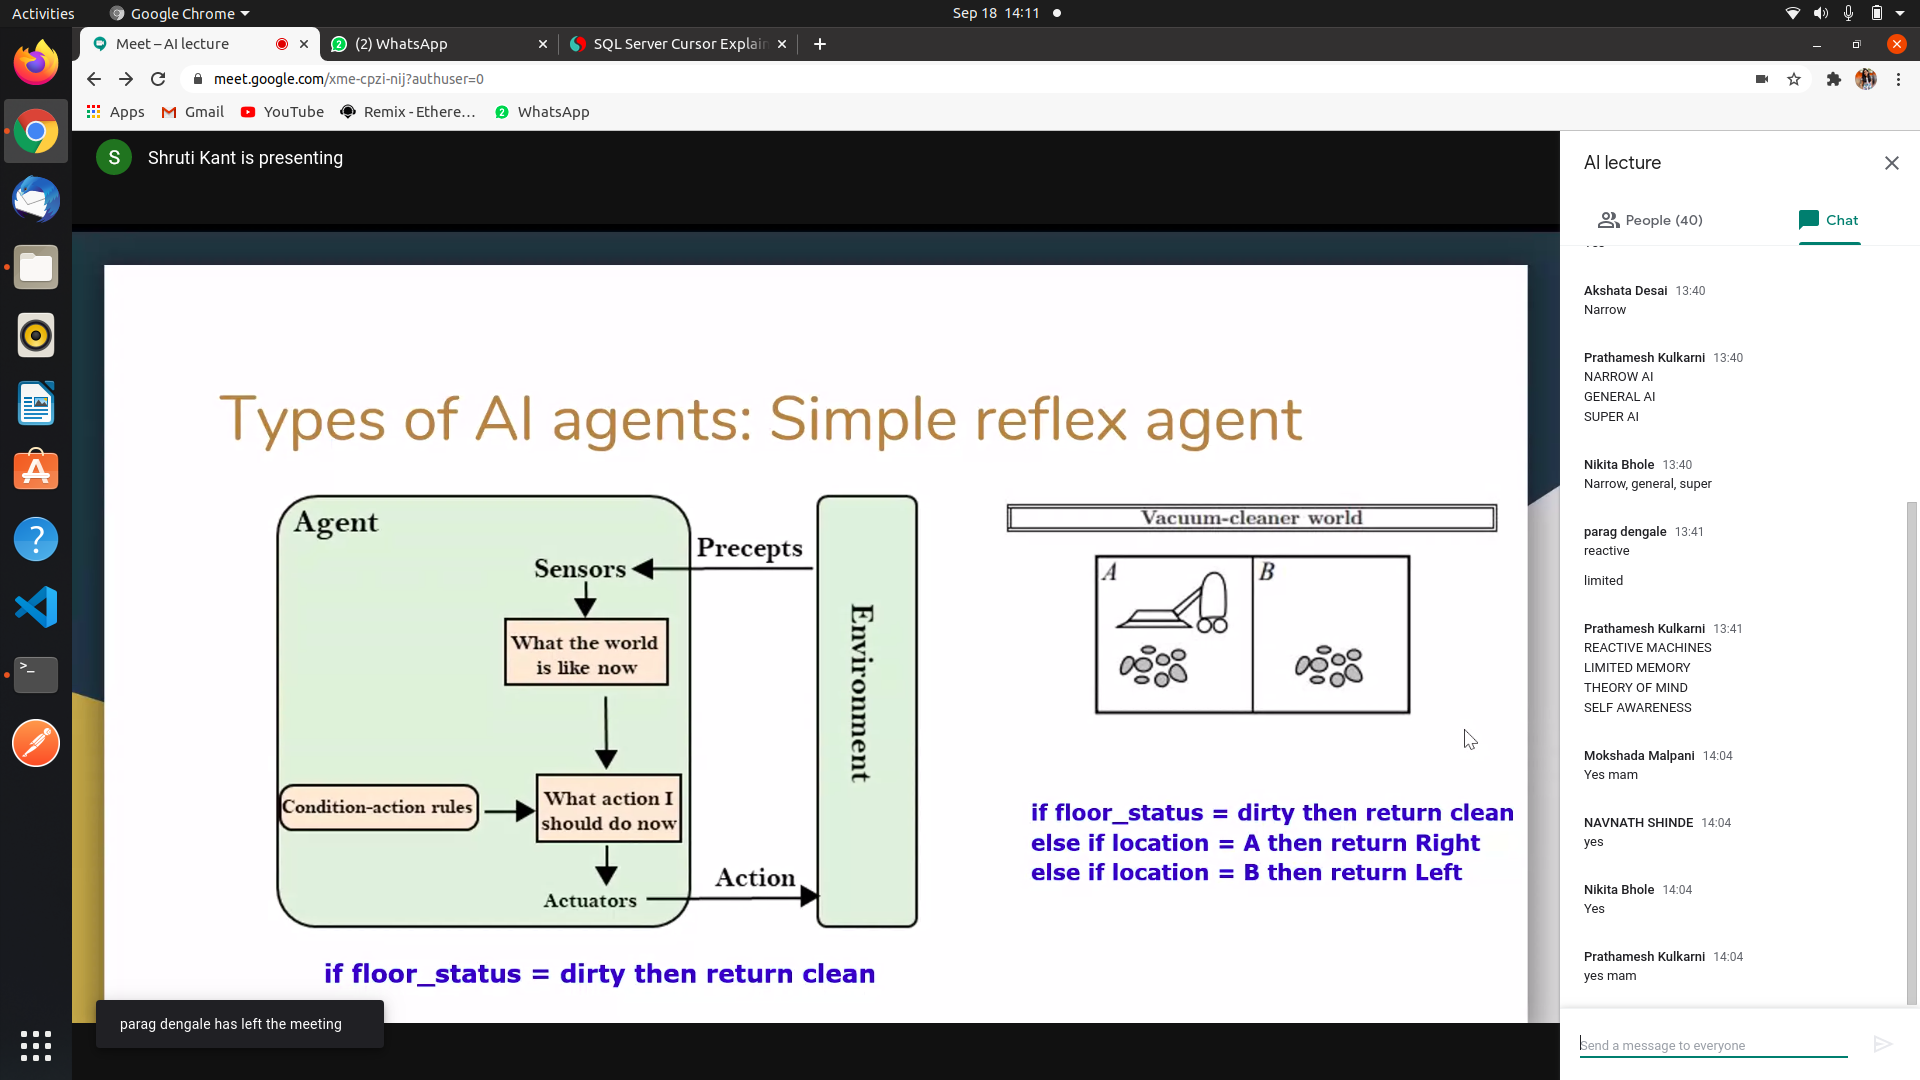 Activities
Google Chrome
Sep 18 14:11
Meet – AI lecture
(2) WhatsApp
SQL Server Cursor Explain
meet.google.com/xme-cpzi-nij?authuser=0
Apps
Gmail
YouTube
Remix - Ethere…
WhatsApp
S
Shruti Kant is presenting
Types of AI agents: Simple reflex agent
Agent
Sensors
Precepts
What the world
is like now
Condition-action rules
What action I
should do now
Actuators
Action
Environment
if floor_status = dirty then return clean
Vacuum-cleaner world
A
B
if floor_status = dirty then return clean
else if location = A then return Right
else if location = B then return Left
parag dengale has left the meeting
AI lecture
People (40)
Chat
Akshata Desai 13:40
Narrow
Prathamesh Kulkarni 13:40
NARROW AI
GENERAL AI
SUPER AI
Nikita Bhole 13:40
Narrow, general, super
parag dengale 13:41
reactive
limited
Prathamesh Kulkarni 13:41
REACTIVE MACHINES
LIMITED MEMORY
THEORY OF MIND
SELF AWARENESS
Mokshada Malpani 14:04
Yes mam
NAVNATH SHINDE 14:04
yes
Nikita Bhole 14:04
Yes
Prathamesh Kulkarni 14:04
yes mam
Send a message to everyone